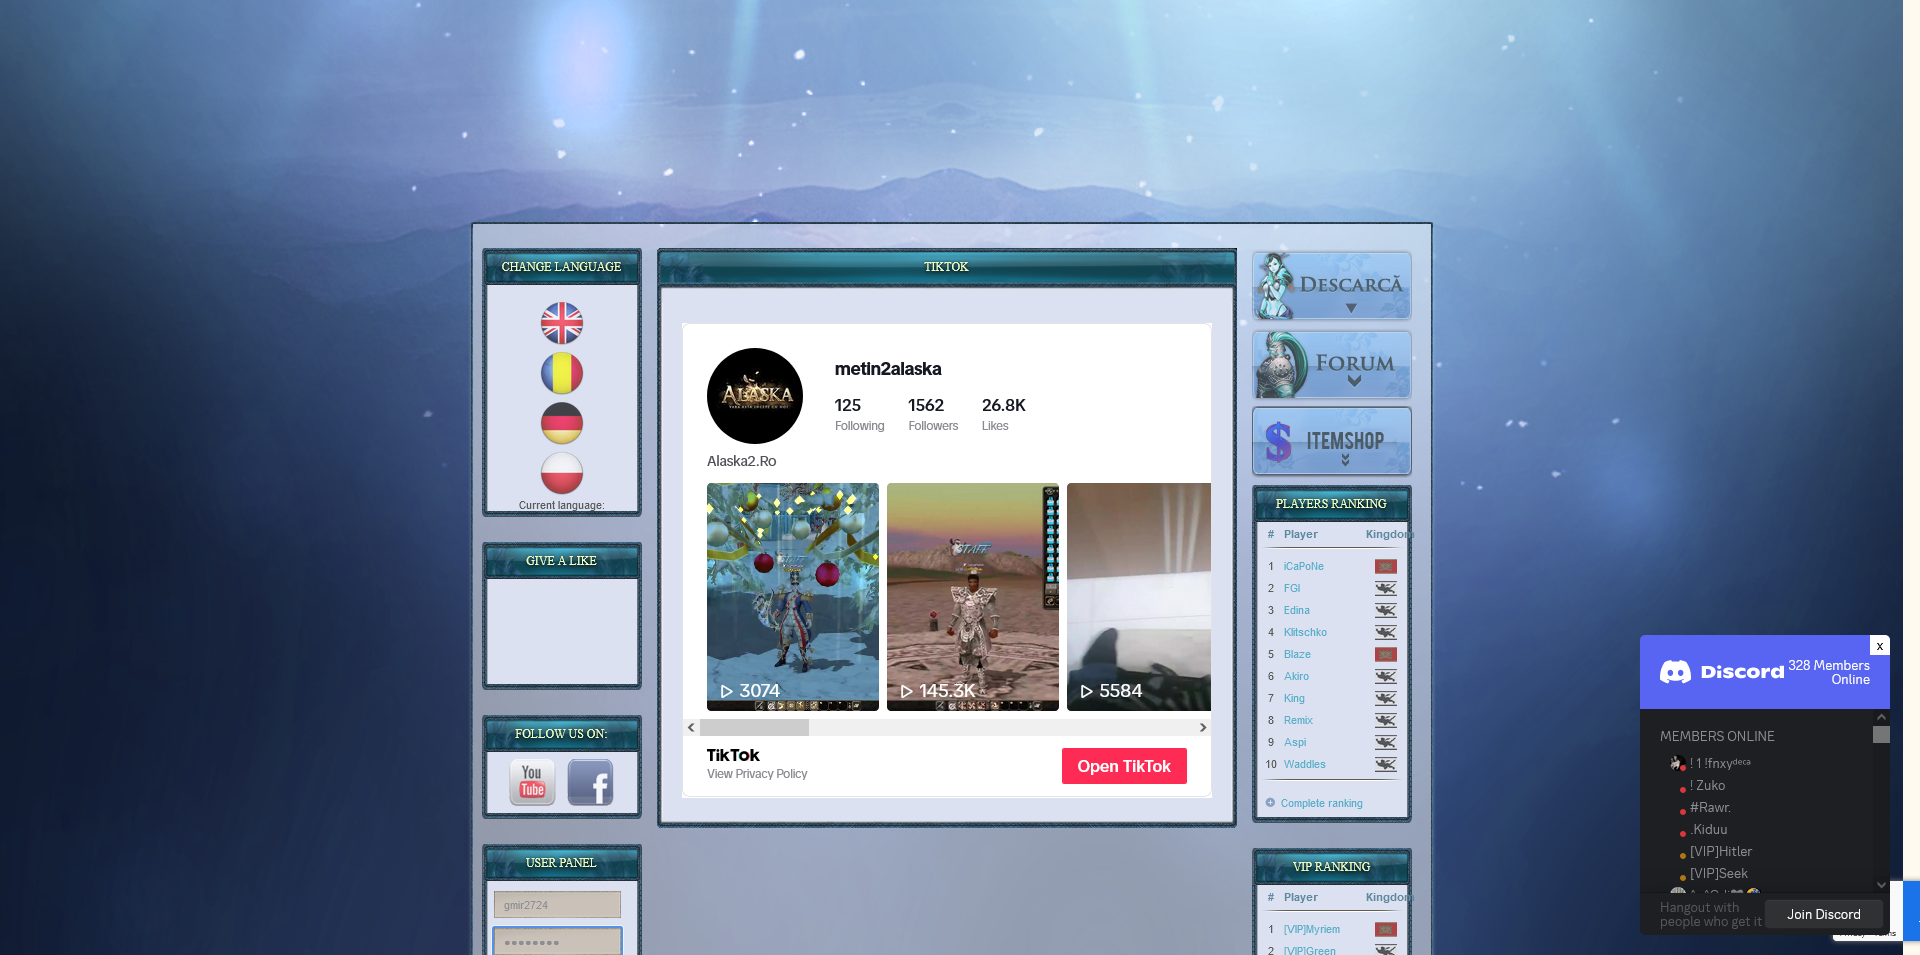 CHANGE LANGUAGE
Current language:
GIVE A LIKE
FOLLOW US ON:
You
Tube
f
USER PANEL
gmir2724
TIKTOK
ALASKA
metin2alaska
125 1562 26.8K
Following Followers Likes
Alaska2.Ro
STAFF
3074
STAFF
145.3K
5584
TikTok
View Privacy Policy
Open TikTok
DESCARCĂ
FORUM
$ ITEMSHOP
PLAYERS RANKING
# Player Kingdom
1 iCaPoNe
2 FGI
3 Edina
4 Klitschko
5 Blaze
6 Akiro
7 King
8 Remix
9 Aspi
10 Waddles
Complete ranking
VIP RANKING
# Player Kingdom
1 [VIP]Myriem
2 [VIP]Green
x
Discord 328 Members
Online
MEMBERS ONLINE
! 1 !fnxyᵈᵉᶜᵃ
! Zuko
#Rawr.
.Kiduu
[VIP]Hitler
[VIP]Seek
Hangout with
people who get it
Join Discord